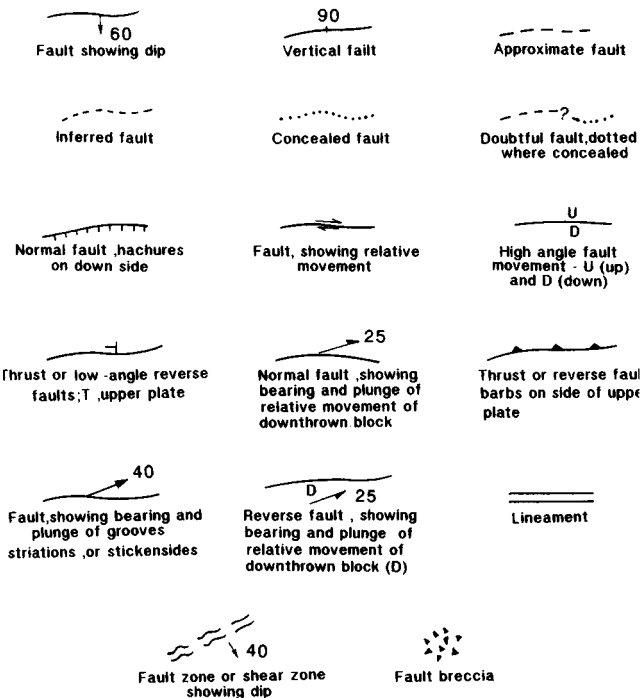 60
Fault showing dip
90
Vertical failt
Approximate fault
Inferred fault
Concealed fault
?
Doubtful fault,dotted
where concealed
Normal fault ,hachures
on down side
Fault, showing relative
movement
U
D
High angle fault
movement - U (up)
and D (down)
T
Thrust or low -angle reverse
faults;T ,upper plate
25
Normal fault ,showing
bearing and plunge of
relative movement of
downthrown block
Thrust or reverse faul
barbs on side of uppe
plate
40
Fault,showing bearing and
plunge of grooves
striations ,or stickensides
D
25
Reverse fault , showing
bearing and plunge of
relative movement of
downthrown block (D)
Lineament
40
Fault zone or shear zone
showing dip
Fault breccia